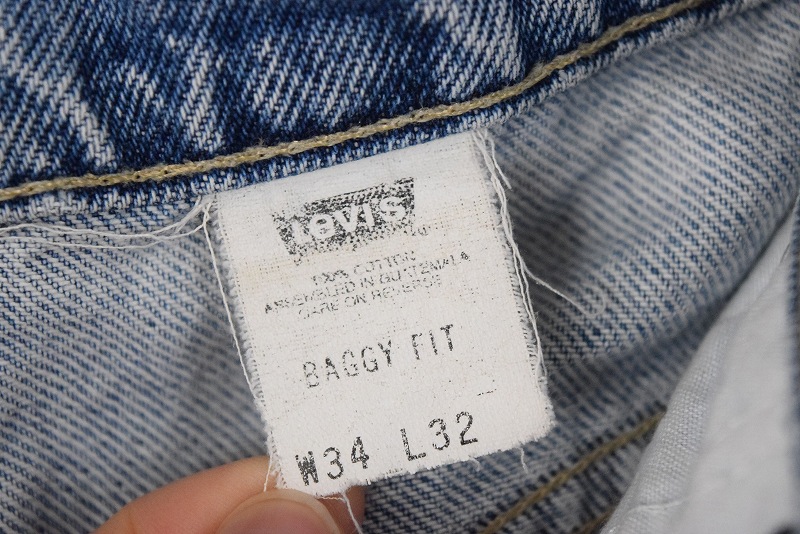 Levi's
100% COTTON
ASSEMBLED IN GUATEMALA
CARE ON REVERSE
BAGGY FIT
W34 L32